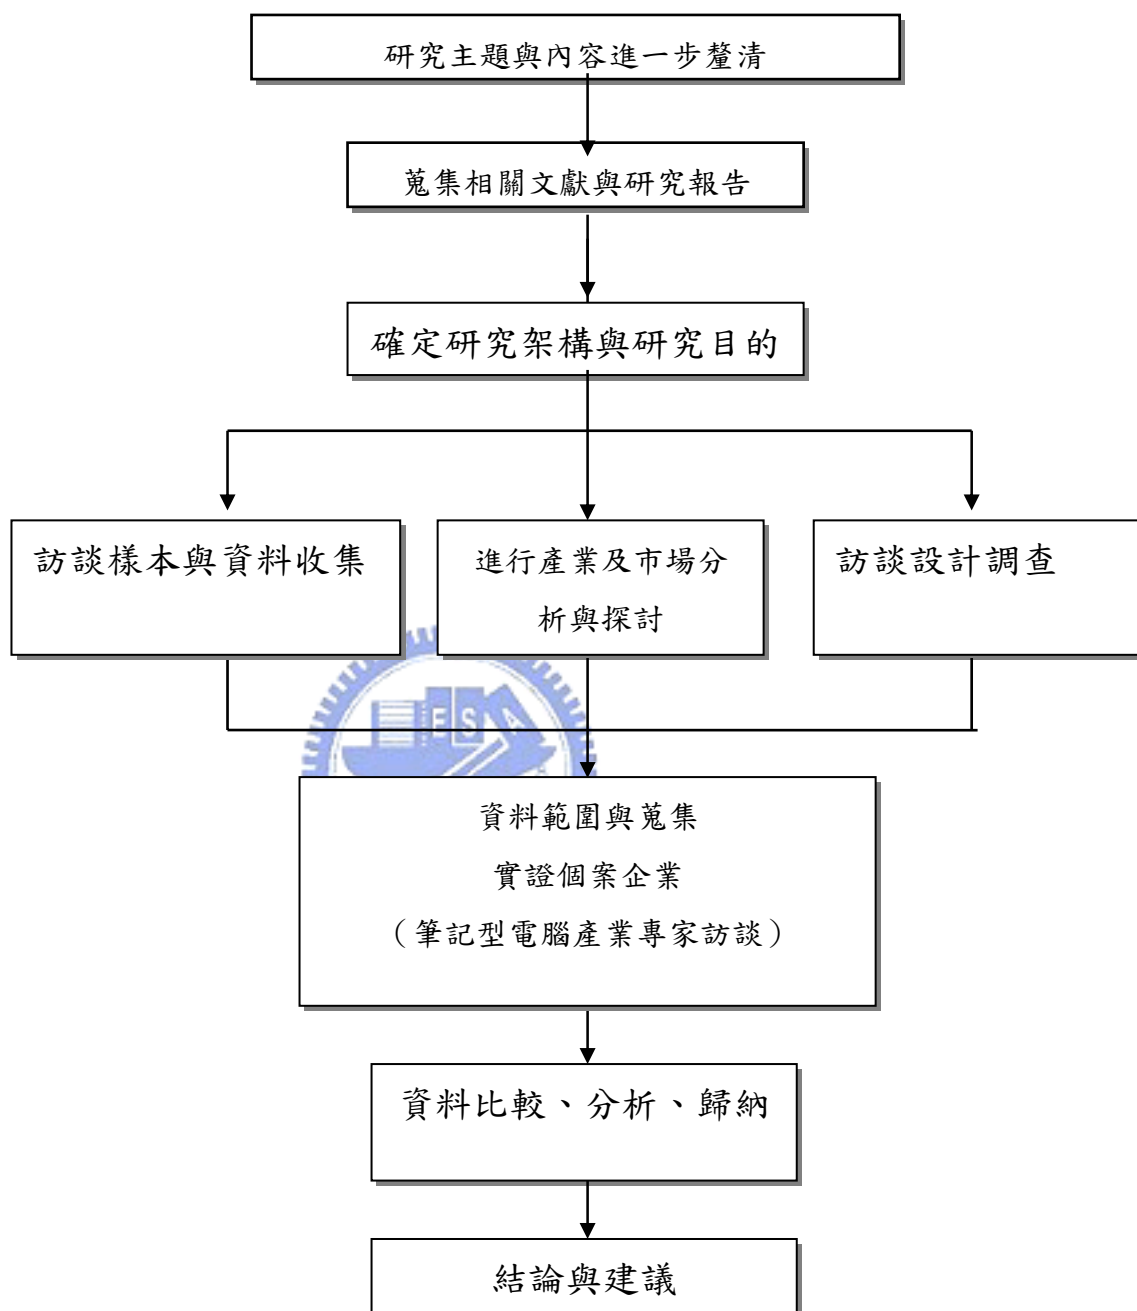 研究主題與內容進一步釐清
蒐集相關文獻與研究報告
確定研究架構與研究目的
訪談樣本與資料收集
進行產業及市場分
析與探討
訪談設計調查
ESA
資料範圍與蒐集
實證個案企業
（筆記型電腦產業專家訪談）
資料比較、分析、歸納
結論與建議